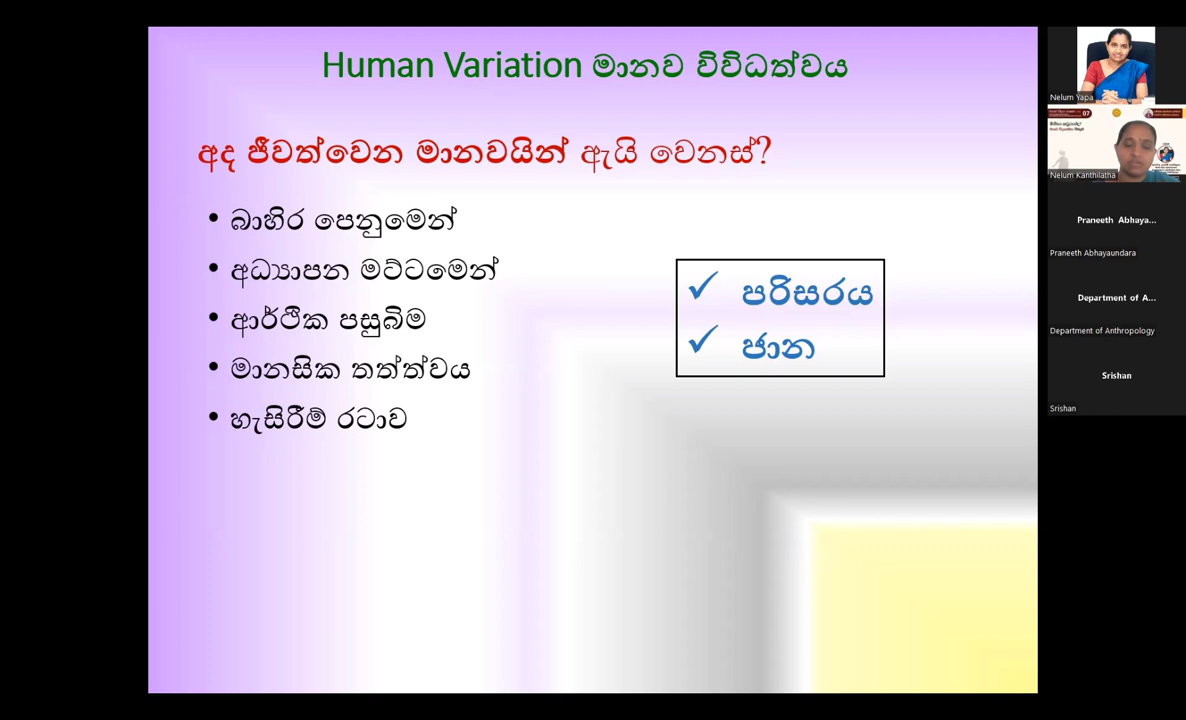 Human Variation මානව විවිධත්වය
අද ජීවත්වෙන මානවයින් ඇයි වෙනස්?
• බාහිර පෙනුමෙන්
• අධ්‍යාපන මට්ටමෙන්
• ආර්ථික පසුබිම
• මානසික තත්ත්වය
• හැසිරීම් රටාව
✓ පරිසරය
✓ ජාන
Nelum Yapa
07
Nelum Kanthilatha
Praneeth Abhaya...
Praneeth Abhayaundara
Department of A...
Department of Anthropology
Srishan
Srishan